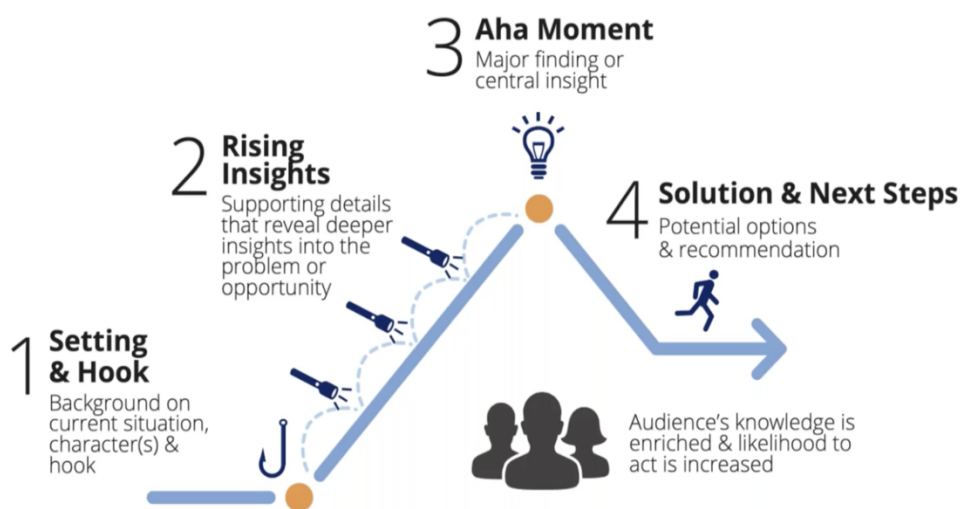 1
Setting
& Hook
Background on
current situation,
character(s) &
hook
2
Rising
Insights
Supporting details
that reveal deeper
insights into the
problem or
opportunity
3
Aha Moment
Major finding or
central insight
4
Solution & Next Steps
Potential options
& recommendation
Audience’s knowledge is
enriched & likelihood to
act is increased